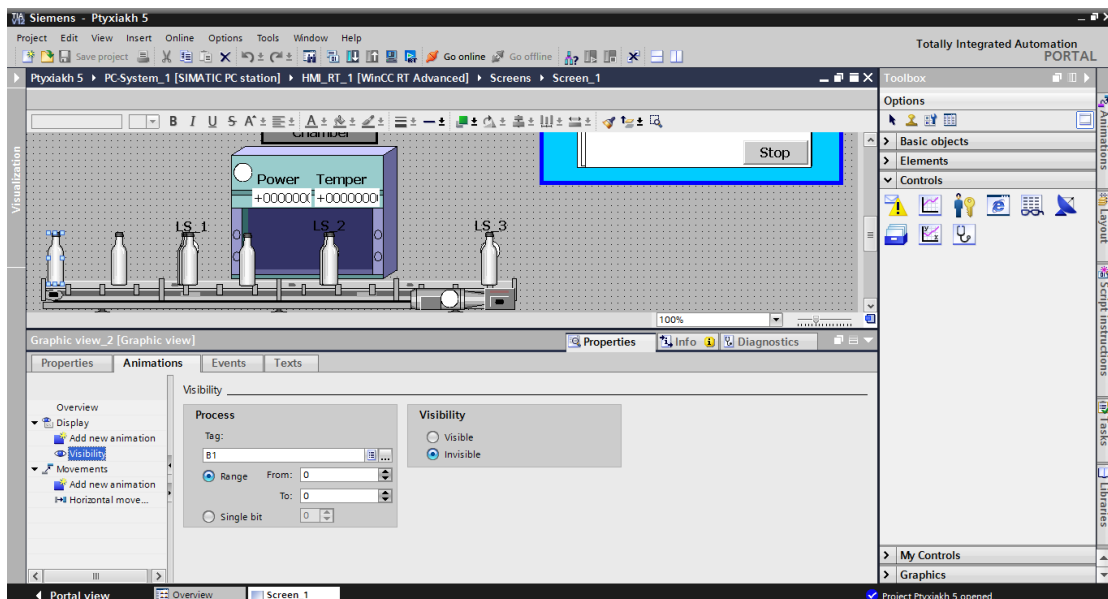 Siemens - Ptyxiakh 5
Project Edit View Insert Online Options Tools Window Help
Save project
Go online
Go offline
Totally Integrated Automation
PORTAL
Ptyxiakh 5 ▸ PC-System_1 [SIMATIC PC station] ▸ HMI_RT_1 [WinCC RT Advanced] ▸ Screens ▸ Screen_1
Toolbox
Options
B I U S A
Basic objects
Elements
Controls
My Controls
Graphics
Visualization
Chamber
Power Temper
+000000 +0000000
LS_1 LS_2 LS_3
Stop
100%
Graphic view_2 [Graphic view]
Properties Info Diagnostics
Properties Animations Events Texts
Overview
Display
Add new animation
Visibility
Movements
Add new animation
Horizontal move...
Visibility
Process
Tag:
B1
Range From: 0
To: 0
Single bit 0
Visibility
Visible
Invisible
Animations
Layout
Script instructions
Tasks
Libraries
Portal view Overview Screen_1
Project Ptyxiakh 5 opened